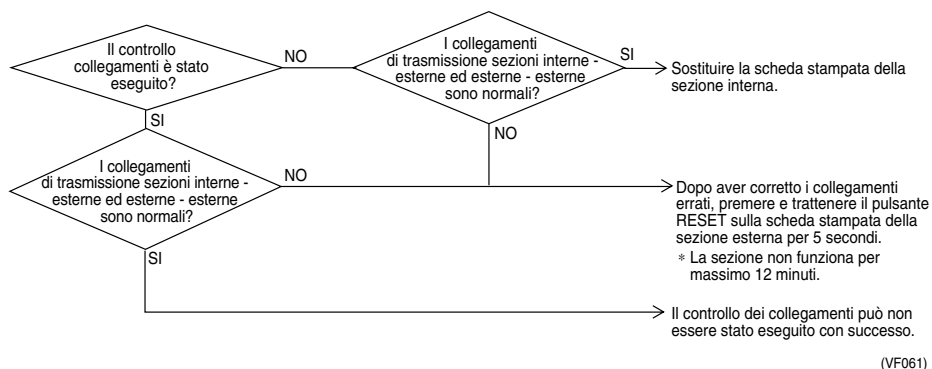 Il controllo
collegamenti è stato
eseguito?
NO
I collegamenti
di trasmissione sezioni interne -
esterne ed esterne - esterne
sono normali?
SI
Sostituire la scheda stampata della
sezione interna.
SI
NO
I collegamenti
di trasmissione sezioni interne -
esterne ed esterne - esterne
sono normali?
NO
Dopo aver corretto i collegamenti
errati, premere e trattenere il pulsante
RESET sulla scheda stampata della
sezione esterna per 5 secondi.
* La sezione non funziona per
massimo 12 minuti.
SI
Il controllo dei collegamenti può non
essere stato eseguito con successo.
(VF061)